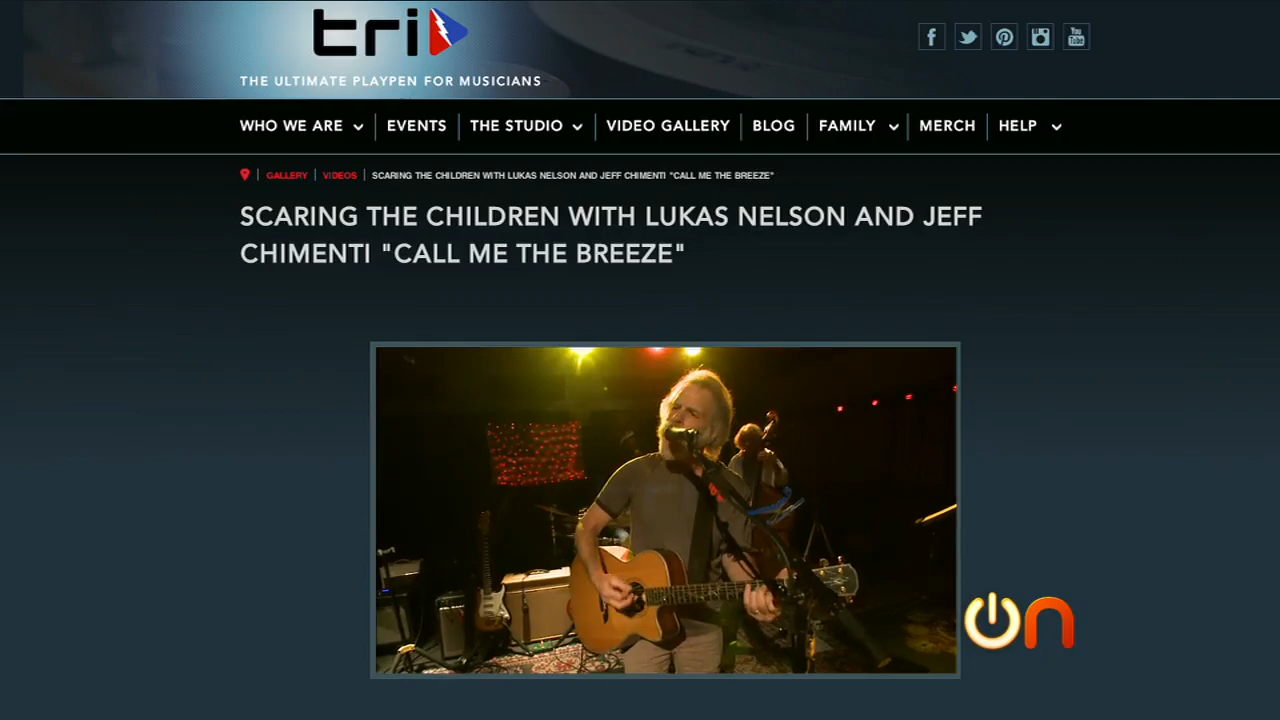 tri
THE ULTIMATE PLAYPEN FOR MUSICIANS
You
Tube
WHO WE ARE EVENTS THE STUDIO VIDEO GALLERY BLOG FAMILY MERCH HELP
GALLERY VIDEOS SCARING THE CHILDREN WITH LUKAS NELSON AND JEFF CHIMENTI "CALL ME THE BREEZE"
SCARING THE CHILDREN WITH LUKAS NELSON AND JEFF
CHIMENTI "CALL ME THE BREEZE"
on